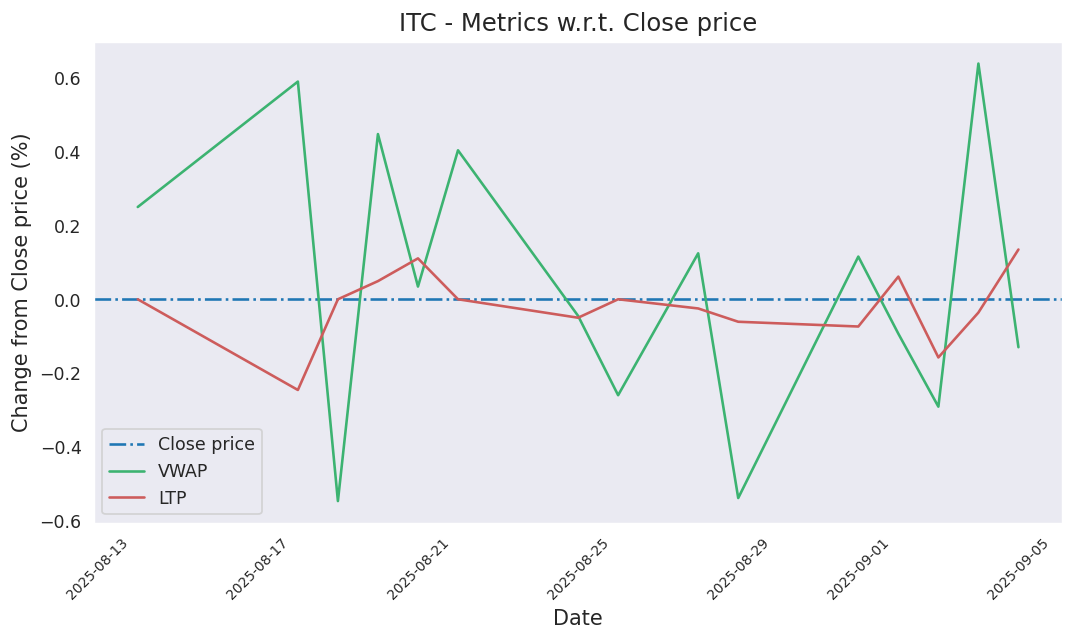 ITC - Metrics w.r.t. Close price
Change from Close price (%)
0.6
0.4
0.2
0.0
−0.2
−0.4
−0.6
Close price
VWAP
LTP
2025-08-13
2025-08-17
2025-08-21
2025-08-25
2025-08-29
2025-09-01
2025-09-05
Date